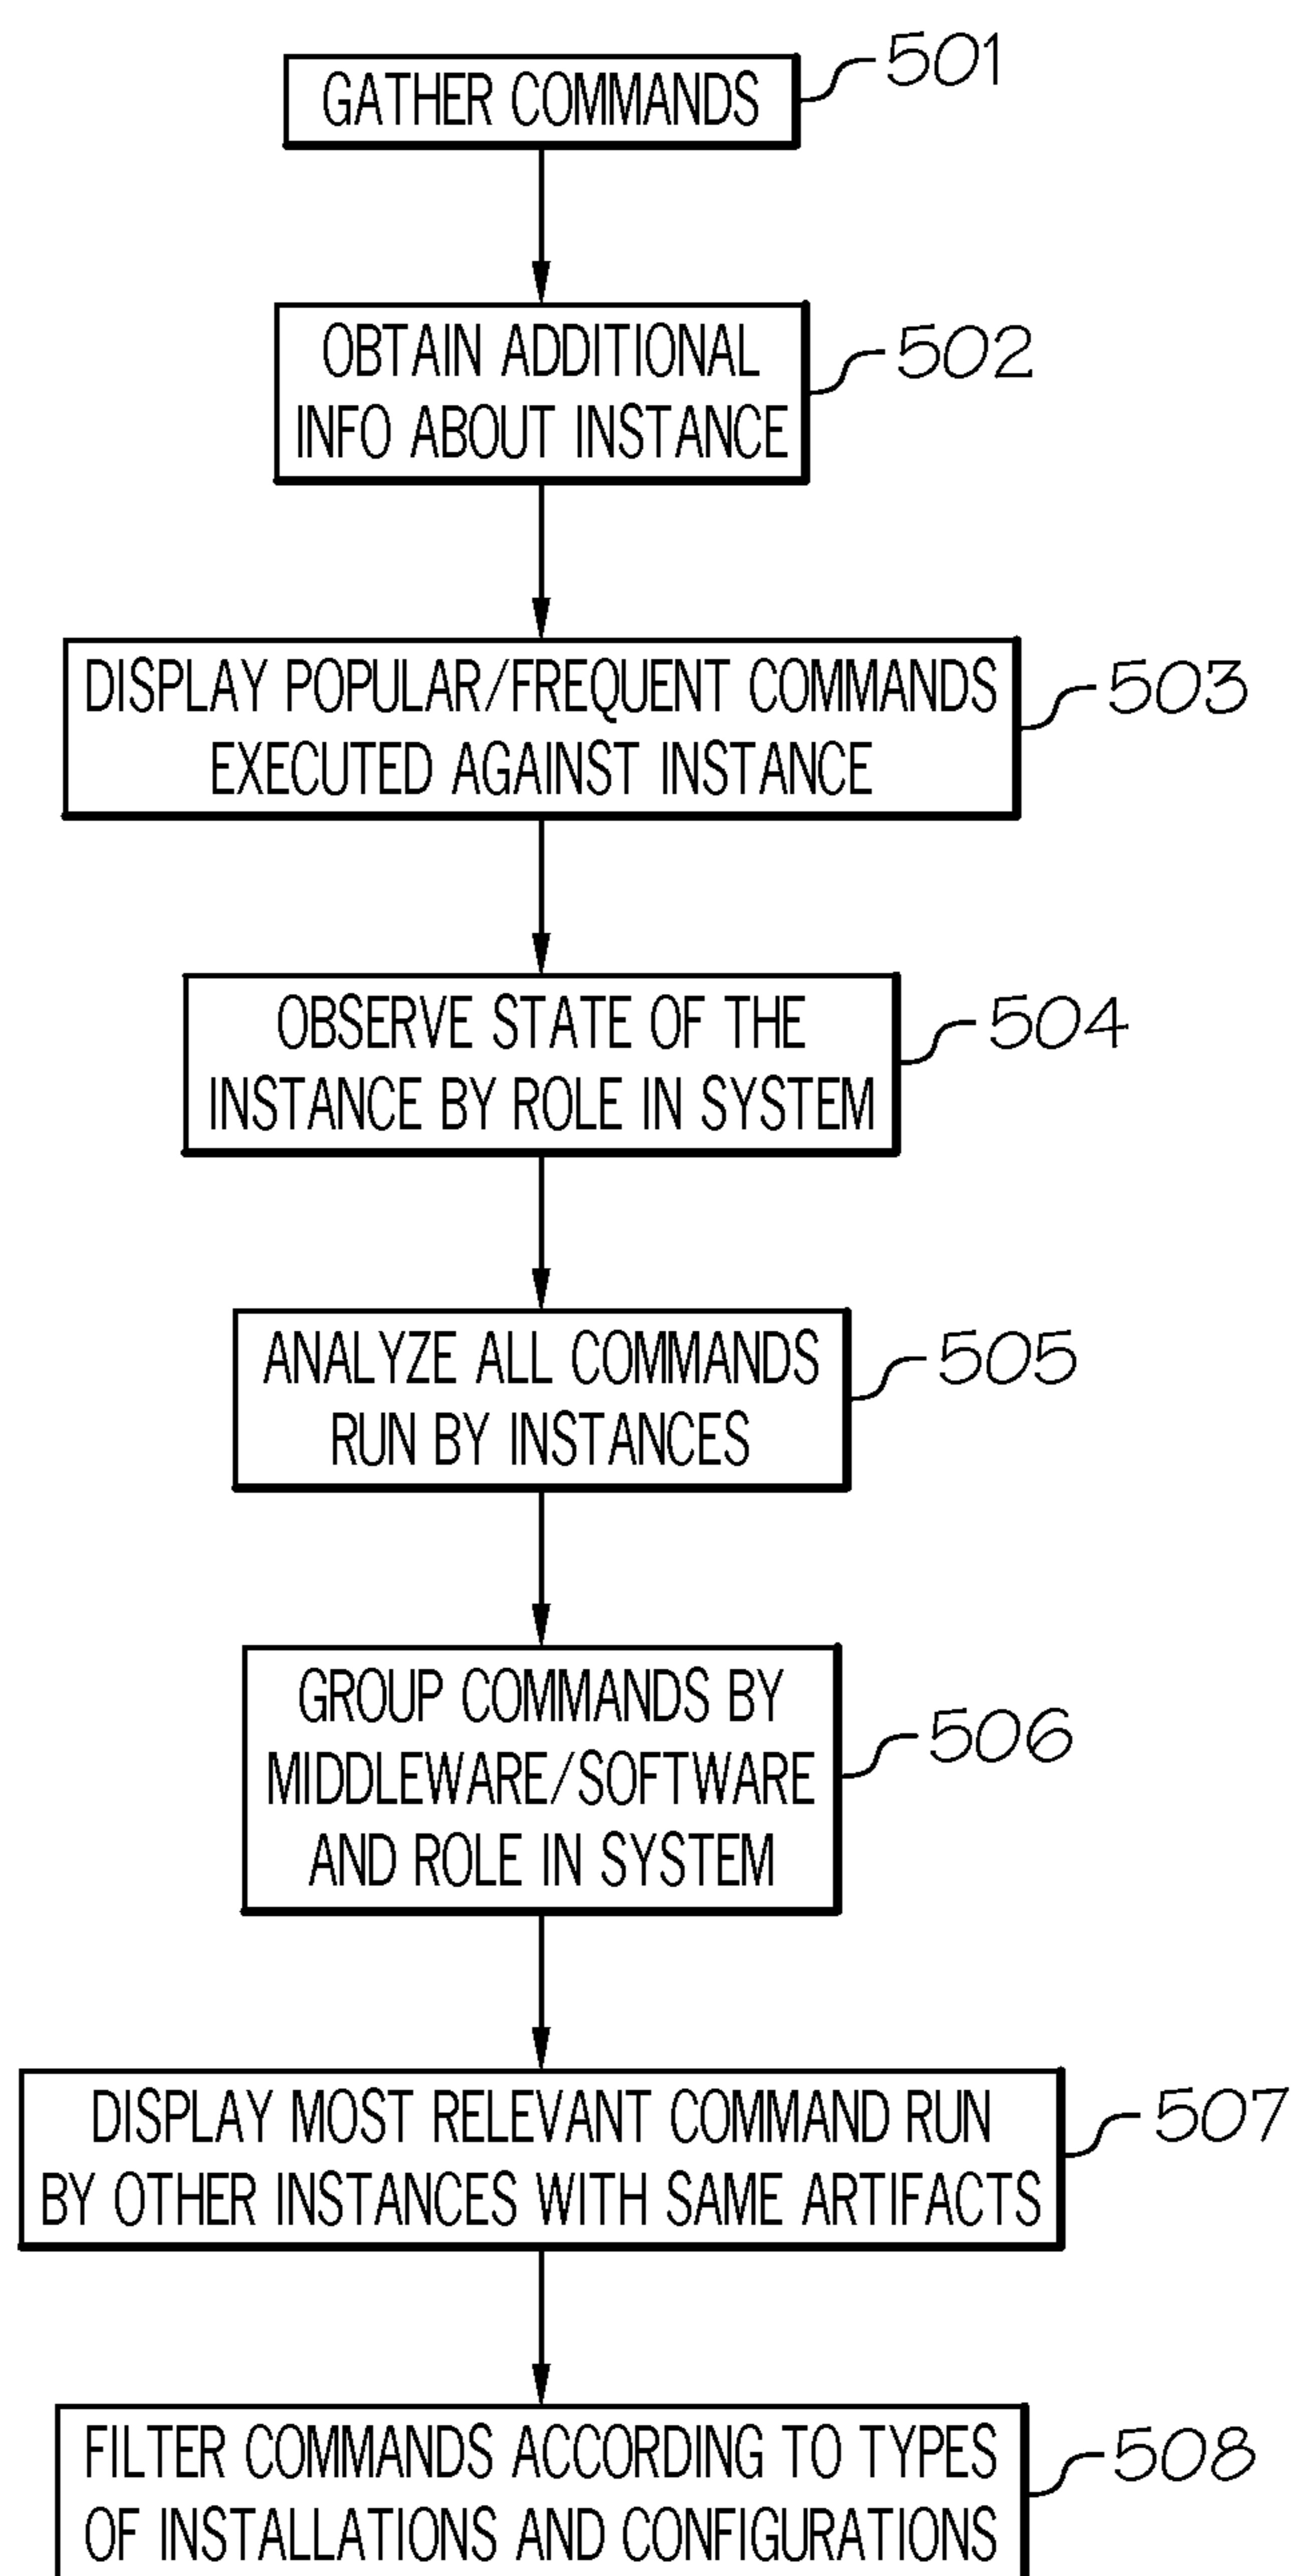 GATHER COMMANDS
501
OBTAIN ADDITIONAL
INFO ABOUT INSTANCE
502
DISPLAY POPULAR/FREQUENT COMMANDS
EXECUTED AGAINST INSTANCE
503
OBSERVE STATE OF THE
INSTANCE BY ROLE IN SYSTEM
504
ANALYZE ALL COMMANDS
RUN BY INSTANCES
505
GROUP COMMANDS BY
MIDDLEWARE/SOFTWARE
AND ROLE IN SYSTEM
506
DISPLAY MOST RELEVANT COMMAND RUN
BY OTHER INSTANCES WITH SAME ARTIFACTS
507
FILTER COMMANDS ACCORDING TO TYPES
OF INSTALLATIONS AND CONFIGURATIONS
508